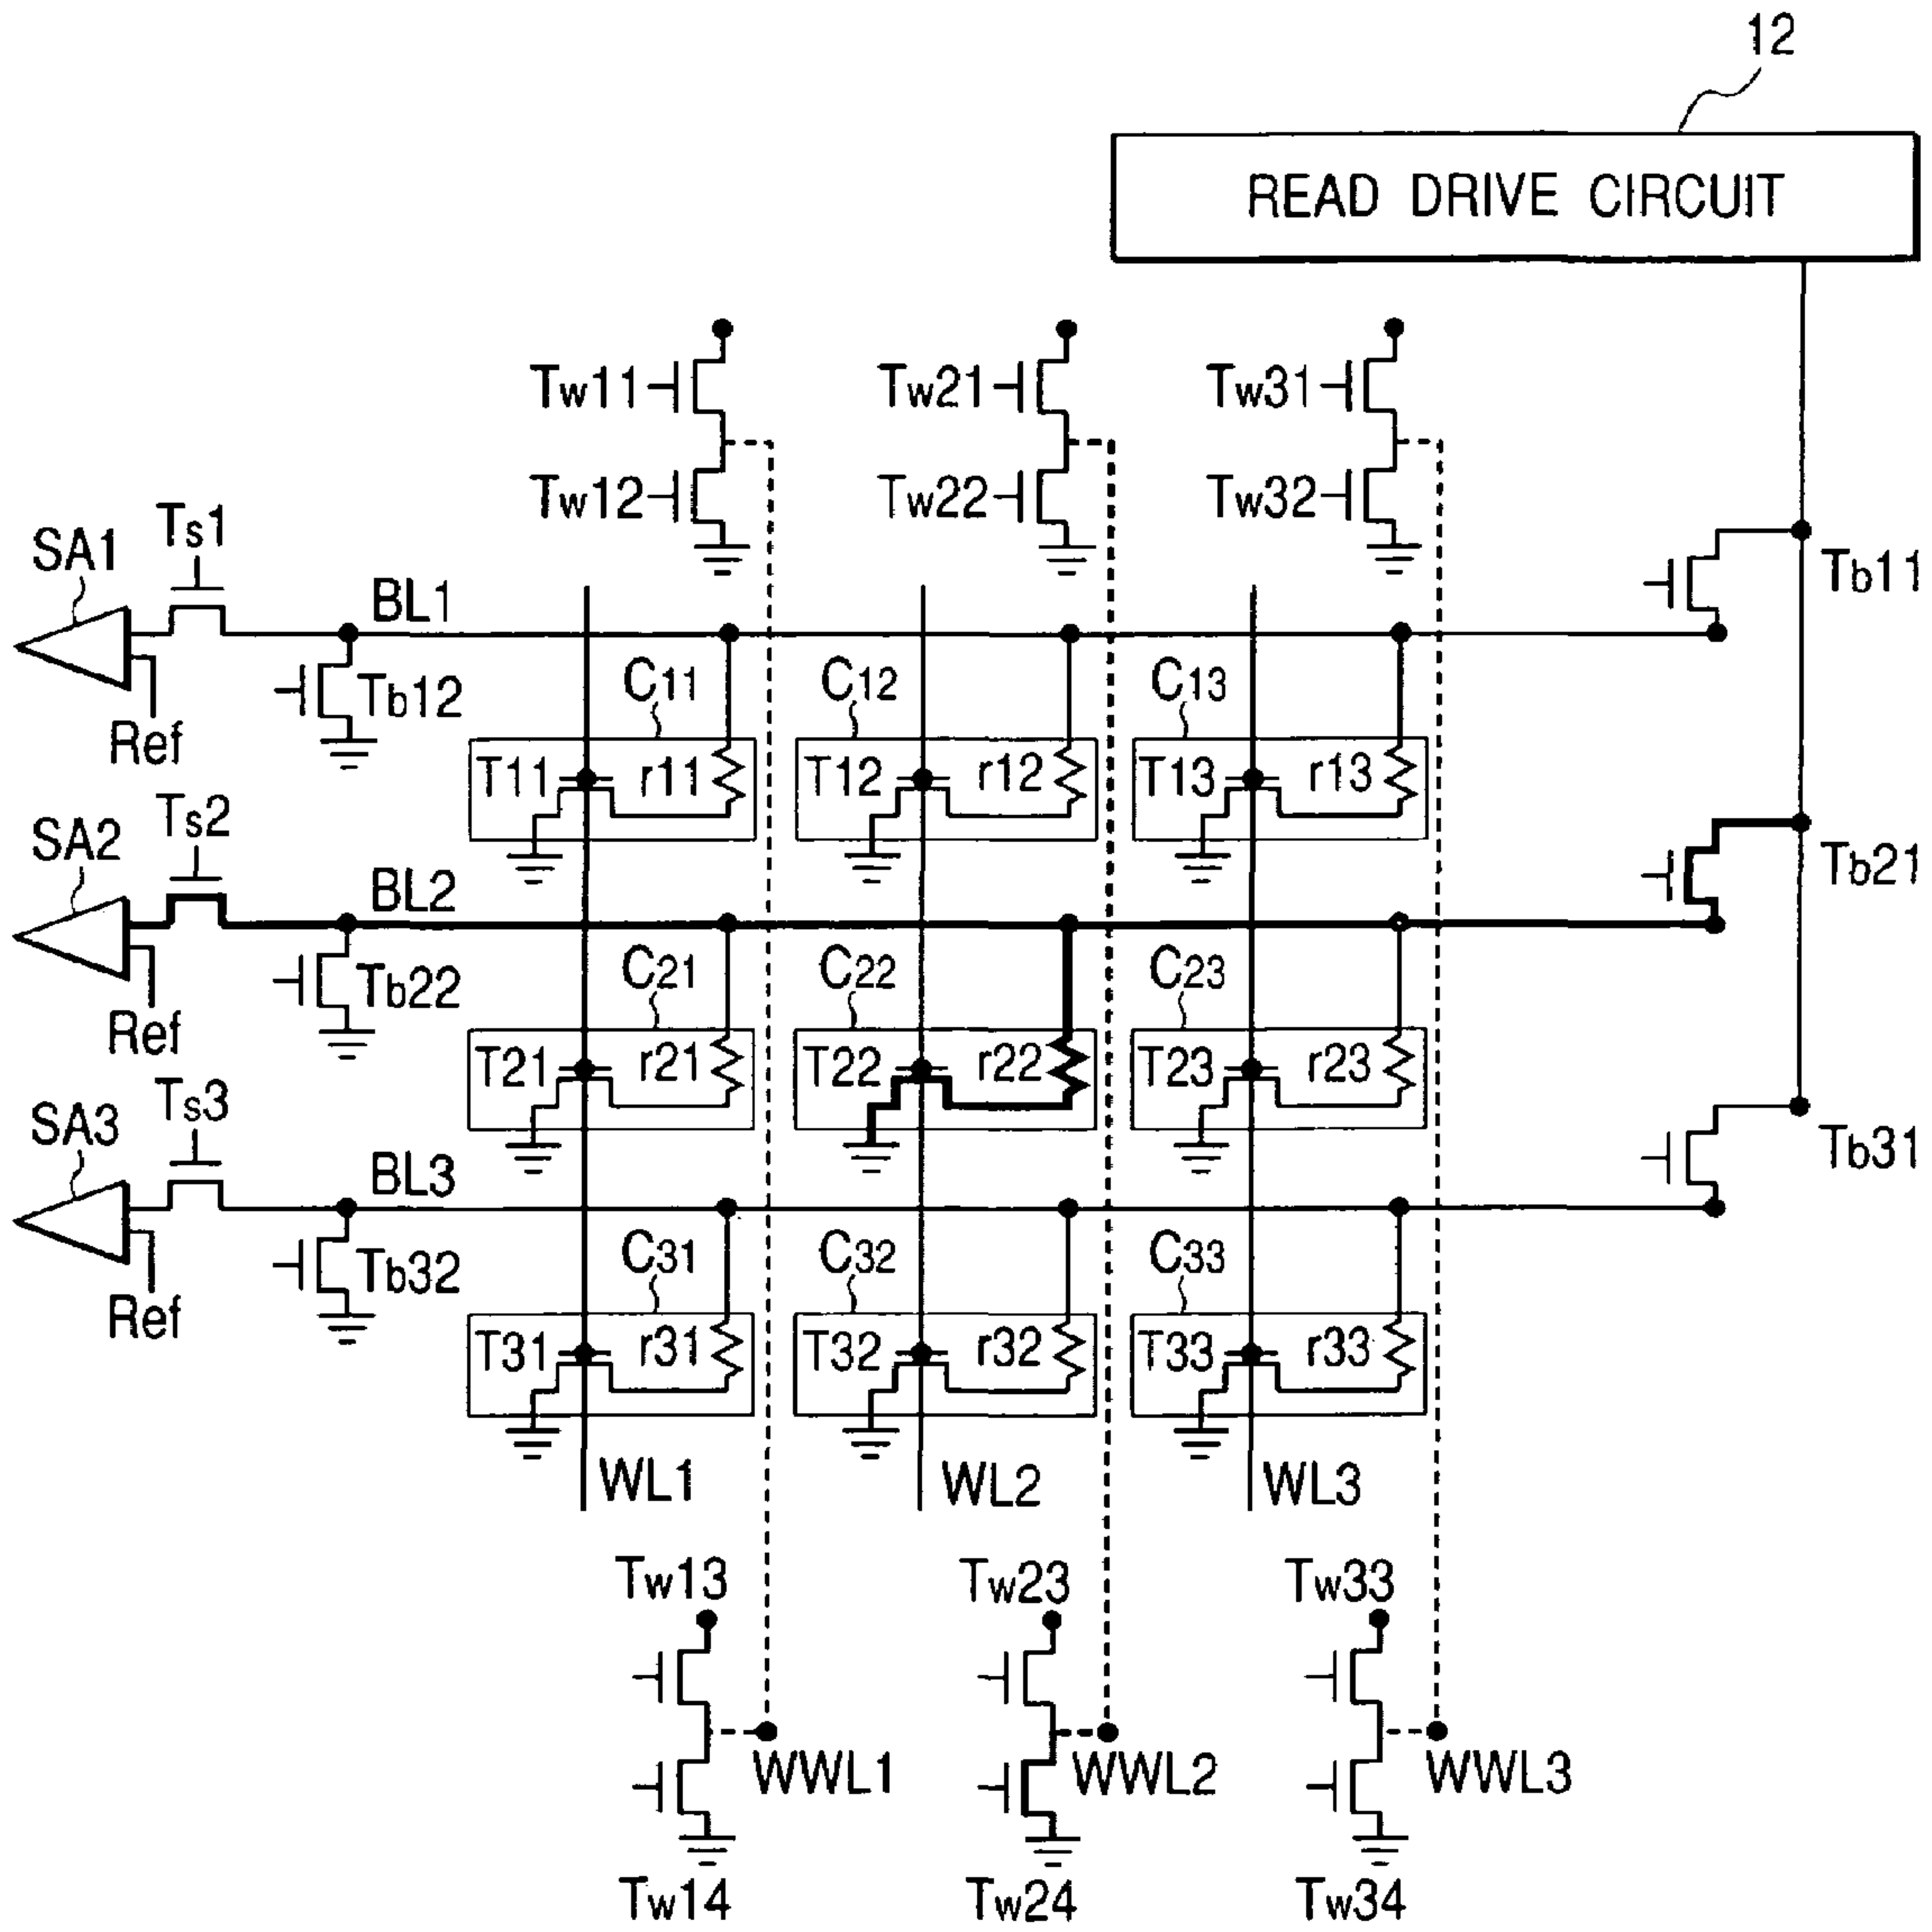 12
READ DRIVE CIRCUIT
Tw11 Tw21 Tw31
Tw12 Tw22 Tw32
SA1 Ts1 BL1 Tb11
Tb12 C11 C12 C13
Ref
T11 r11 T12 r12 T13 r13
SA2 Ts2 BL2 Tb21
Tb22 C21 C22 C23
Ref
T21 r21 T22 r22 T23 r23
SA3 Ts3 BL3 Tb31
Tb32 C31 C32 C33
Ref
T31 r31 T32 r32 T33 r33
WL1 WL2 WL3
Tw13 Tw23 Tw33
WWL1 WWL2 WWL3
Tw14 Tw24 Tw34